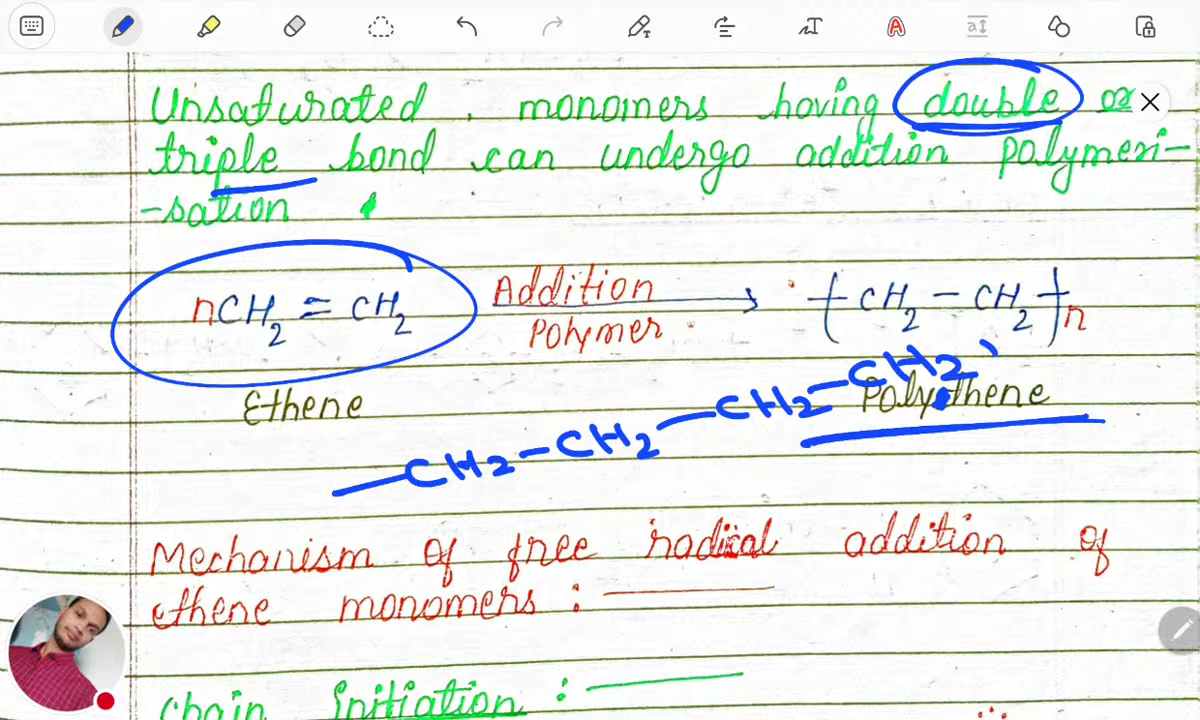 Unsaturated monomers having double or
triple bond can undergo addition polymeri-
-sation
nCH₂ = CH₂ Addition Polymer ( CH₂ - CH₂ )n
Ethene Polythene
—CH₂-CH₂—CH₂-CH₂
Mechanism of free radical addition of
ethene monomers :
chain initiation :